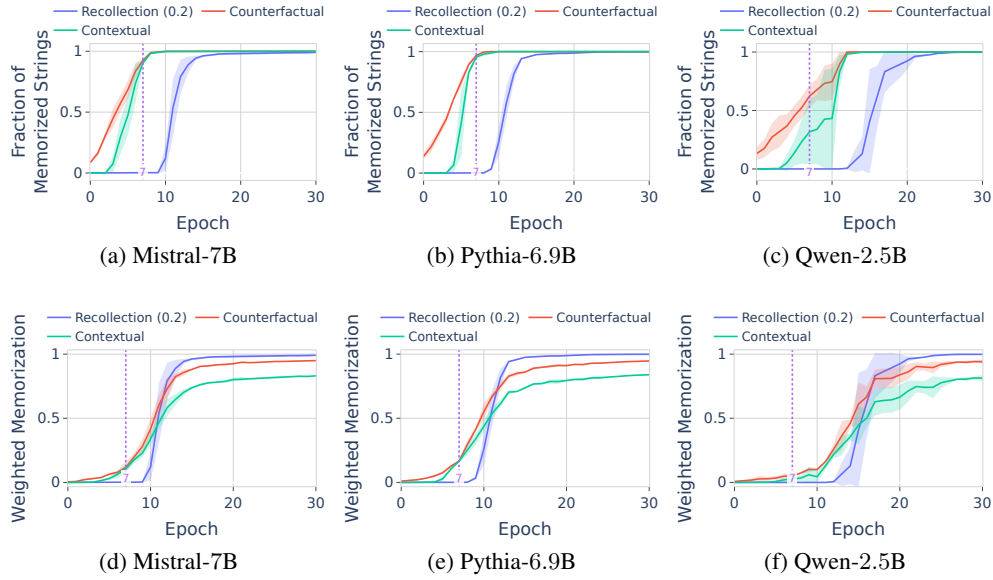 Recollection (0.2) Counterfactual
Contextual
Fraction of
Memorized Strings
1
0.5
0
7
0 10 20 30
Epoch
(a) Mistral-7B
Recollection (0.2) Counterfactual
Contextual
Fraction of
Memorized Strings
1
0.5
0
7
0 10 20 30
Epoch
(b) Pythia-6.9B
Recollection (0.2) Counterfactual
Contextual
Fraction of
Memorized Strings
1
0.5
0
7
0 10 20 30
Epoch
(c) Qwen-2.5B
Recollection (0.2) Counterfactual
Contextual
Weighted Memorization
1
0.5
0
7
0 10 20 30
Epoch
(d) Mistral-7B
Recollection (0.2) Counterfactual
Contextual
Weighted Memorization
1
0.5
0
7
0 10 20 30
Epoch
(e) Pythia-6.9B
Recollection (0.2) Counterfactual
Contextual
Weighted Memorization
1
0.5
0
7
0 10 20 30
Epoch
(f) Qwen-2.5B